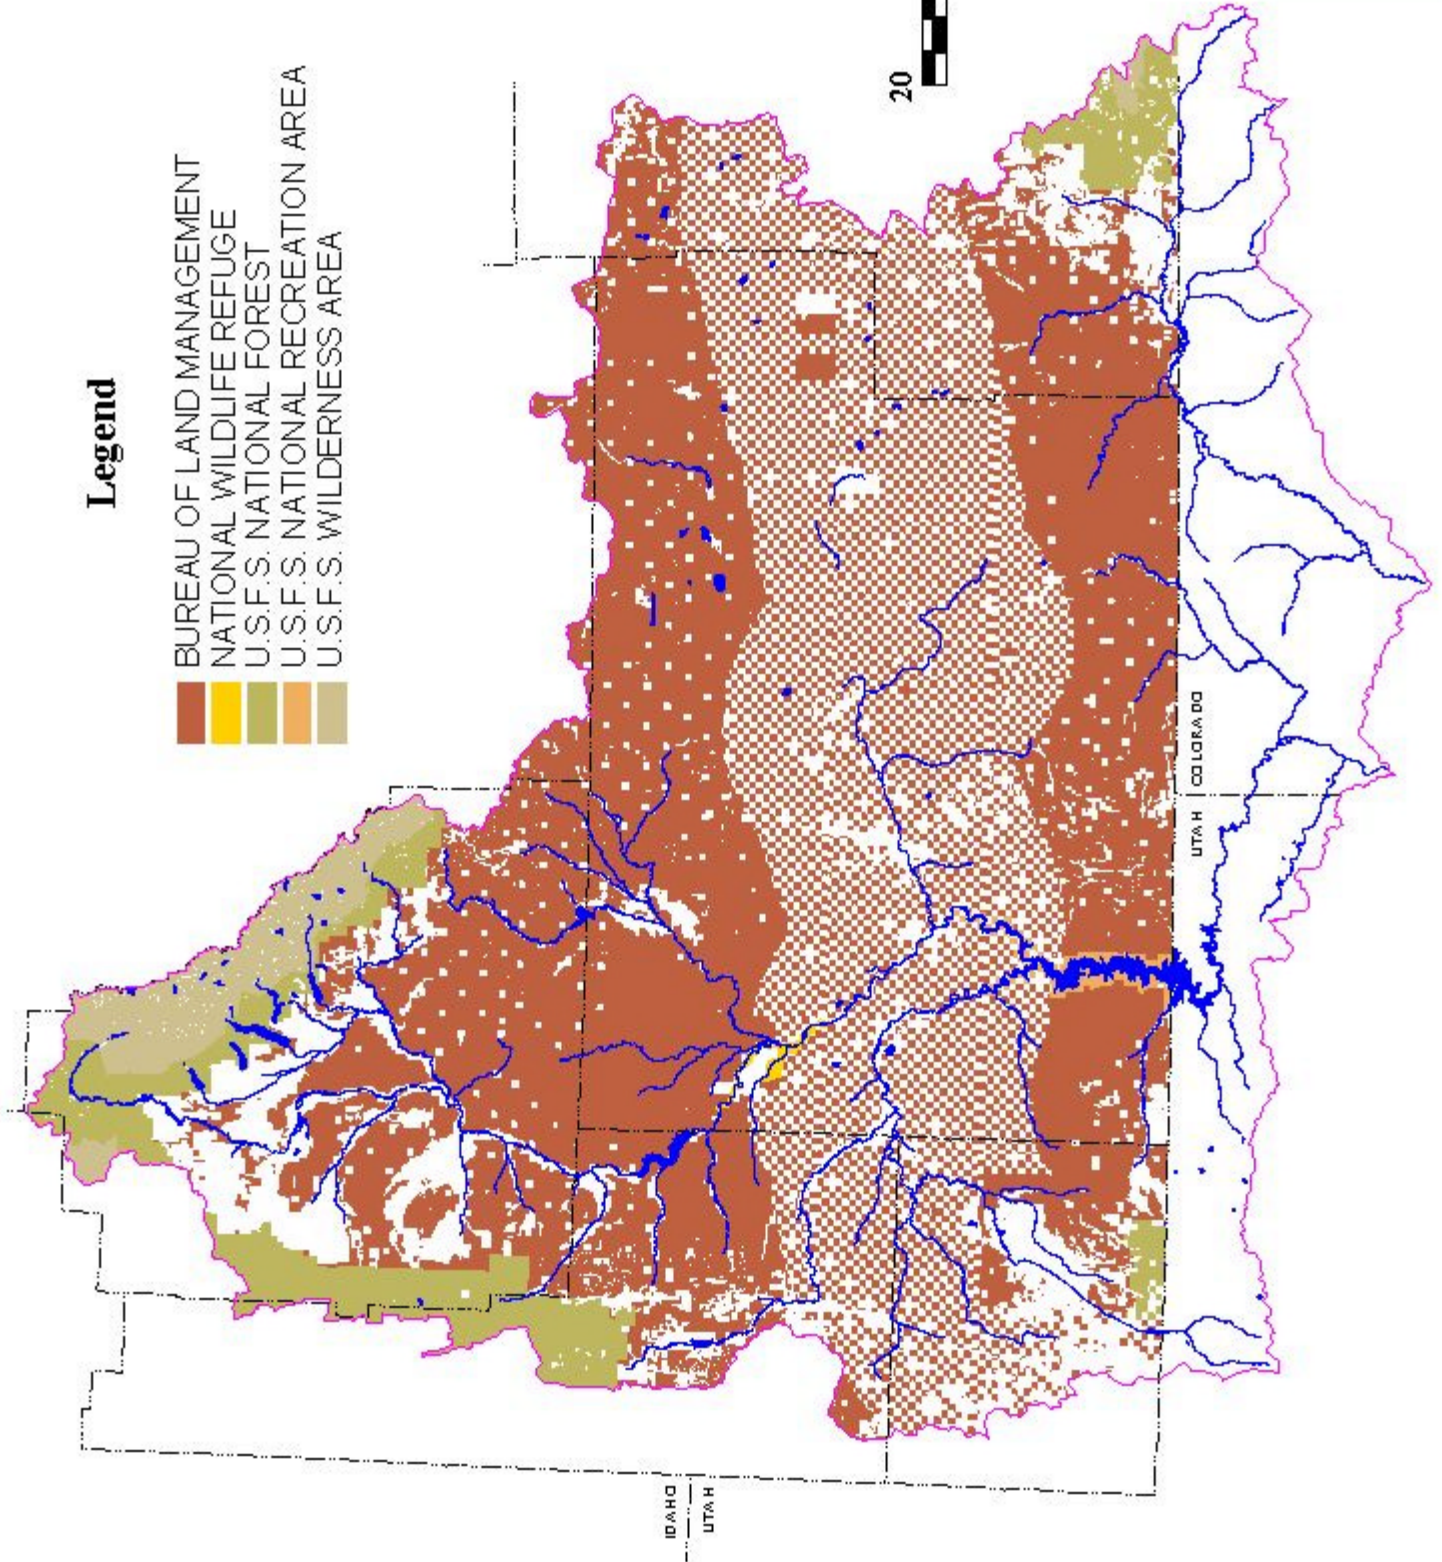 Legend
BUREAU OF LAND MANAGEMENT
NATIONAL WILDLIFE REFUGE
U.S.F.S. NATIONAL FOREST
U.S.F.S. NATIONAL RECREATION AREA
U.S.F.S. WILDERNESS AREA
20
UTAH COLORADO
IDAHO
UTAH